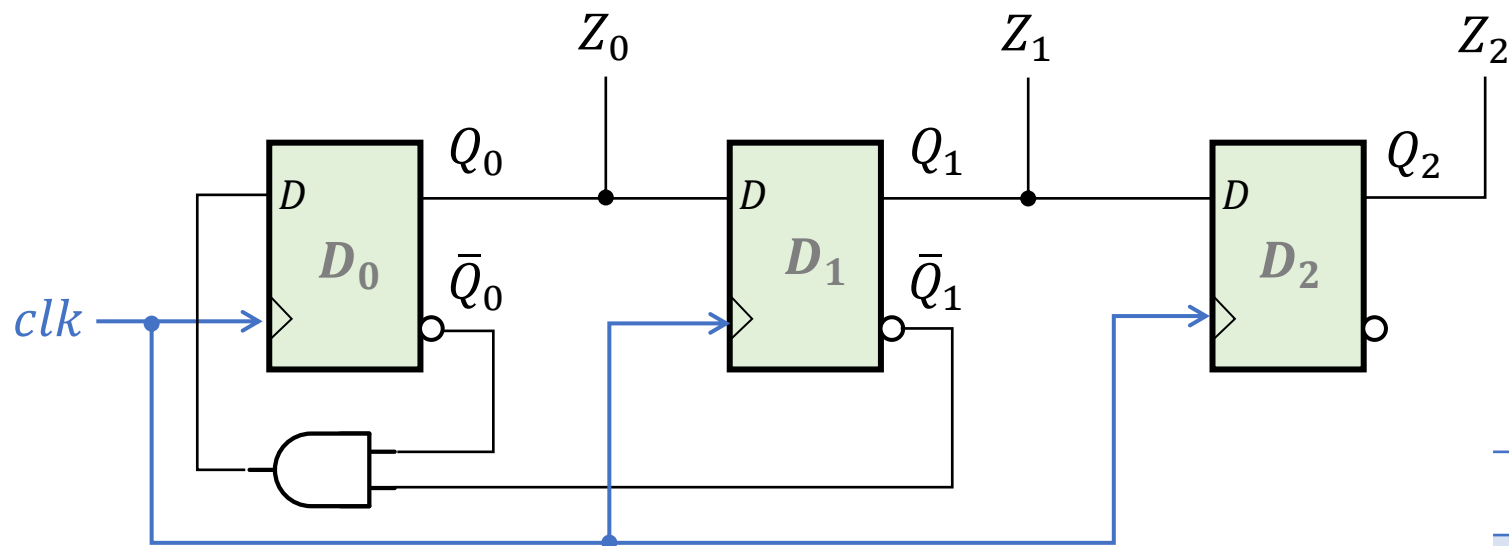 Z₀ Z₁ Z₂
Q₀ Q₁ Q₂
D D D
D₀ D₁ D₂
Q̄₀ Q̄₁
clk